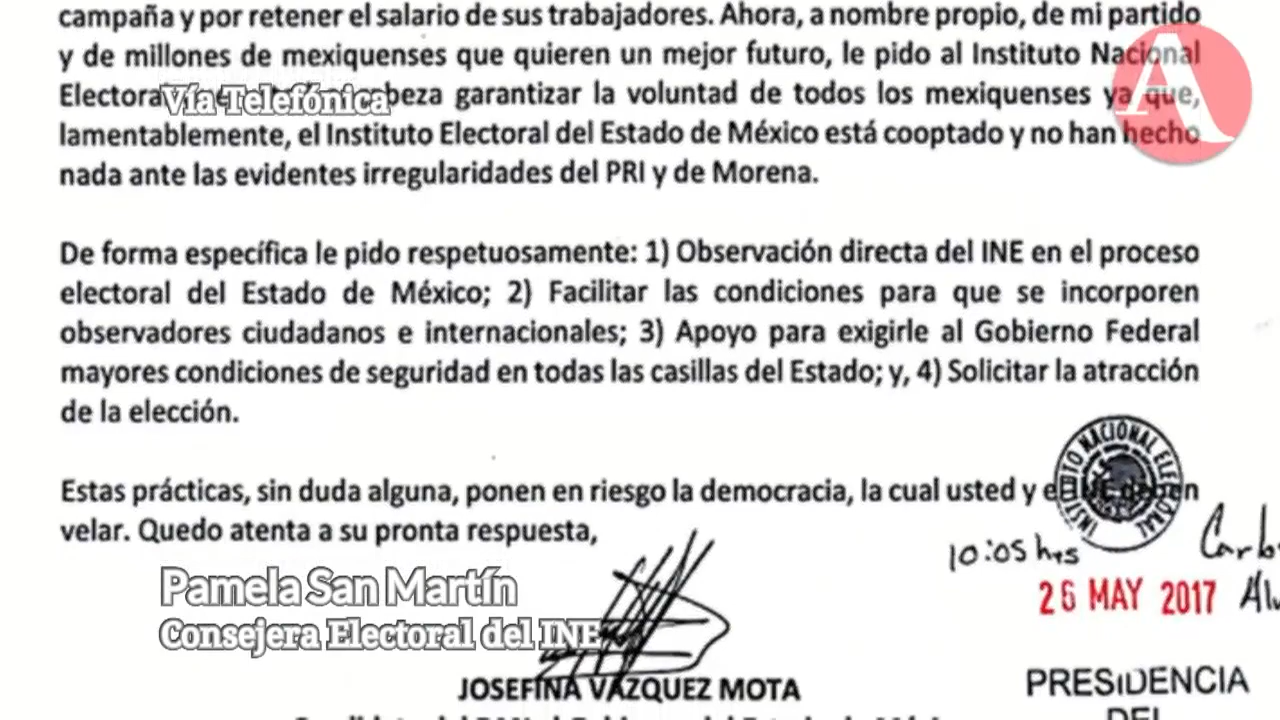 campaña y por retener el salario de sus trabajadores. Ahora, a nombre propio, de mi partido
y de millones de mexiquenses que quieren un mejor futuro, le pido al Instituto Nacional
Electoral beza garantizar la voluntad de todos los mexiquenses ya que,
Vía Telefónica
A
lamentablemente, el Instituto Electoral del Estado de México está cooptado y no han hecho
nada ante las evidentes irregularidades del PRI y de Morena.
De forma específica le pido respetuosamente: 1) Observación directa del INE en el proceso
electoral del Estado de México; 2) Facilitar las condiciones para que se incorporen
observadores ciudadanos e internacionales; 3) Apoyo para exigirle al Gobierno Federal
mayores condiciones de seguridad en todas las casillas del Estado; y, 4) Solicitar la atracción
de la elección.
Estas prácticas, sin duda alguna, ponen en riesgo la democracia, la cual usted y el INE deben
velar. Quedo atenta a su pronta respuesta,
INSTITUTO NACIONAL ELECTORAL
10:05 hrs
26 MAY 2017
Pamela San Martín
Consejera Electoral del INE
JOSEFINA VÁZQUEZ MOTA
PRESIDENCIA
DEL